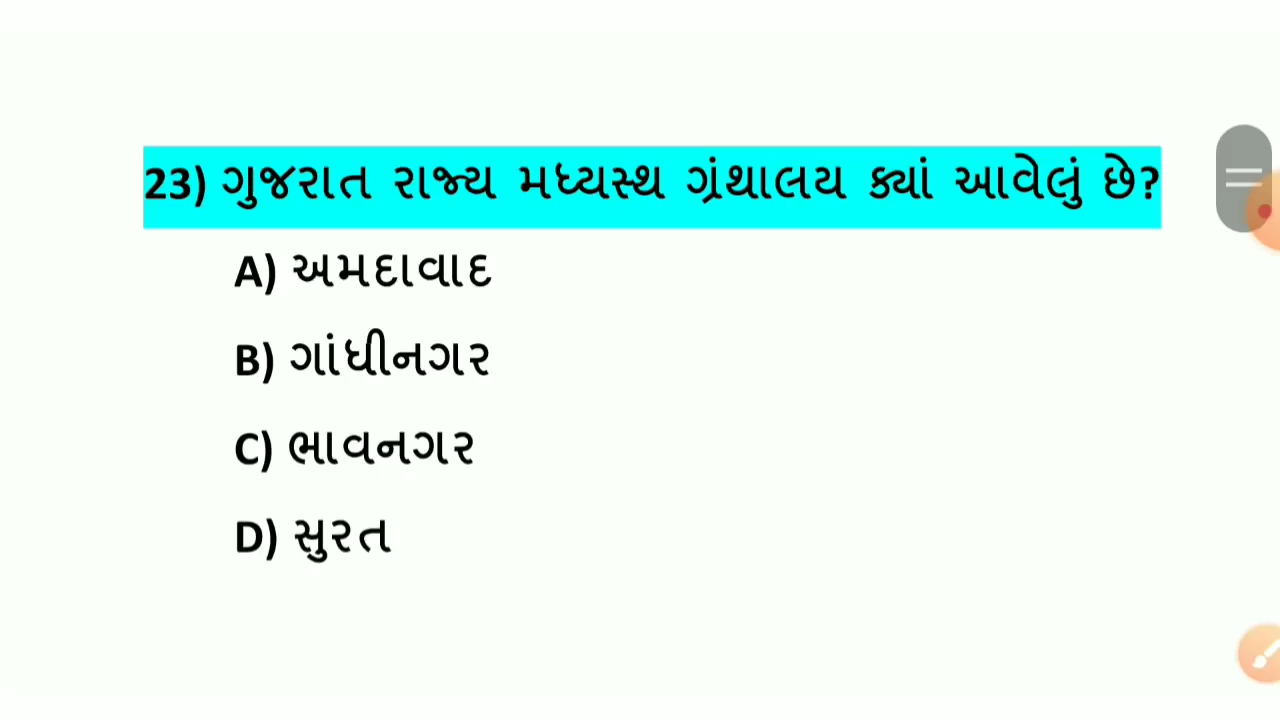 23) ગુજરાત રાજ્ય મધ્યસ્થ ગ્રંથાલય ક્યાં આવેલું છે?
A) અમદાવાદ
B) ગાંધીનગર
C) ભાવનગર
D) સુરત